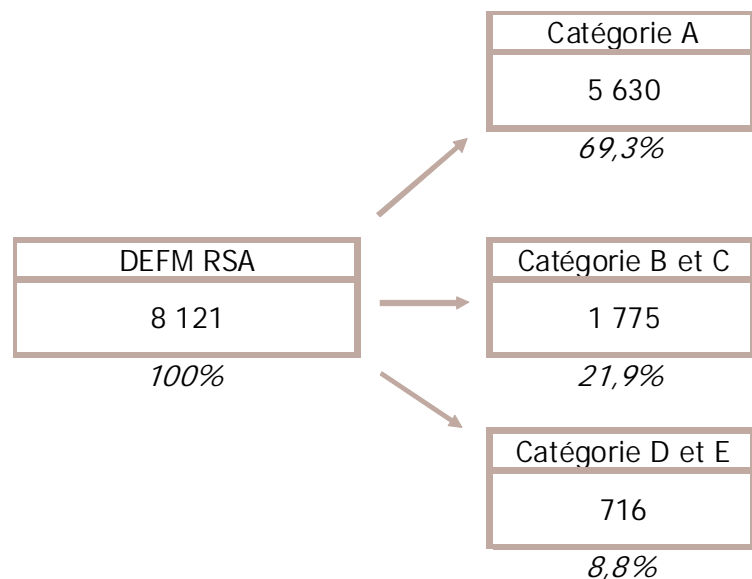 Catégorie A
5 630
69,3%
DEFM RSA
8 121
100%
Catégorie B et C
1 775
21,9%
Catégorie D et E
716
8,8%